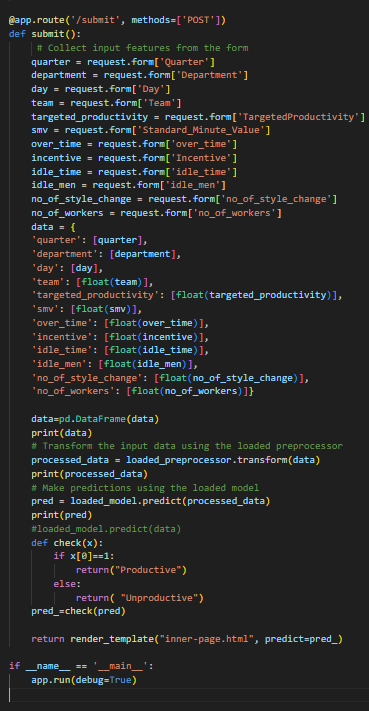 @app.route('/submit', methods=['POST'])
def submit():
    # Collect input features from the form
    quarter = request.form['Quarter']
    department = request.form['Department']
    day = request.form['Day']
    team = request.form['Team']
    targeted_productivity = request.form['TargetedProductivity']
    smv = request.form['Standard_Minute_Value']
    over_time = request.form['over_time']
    incentive = request.form['Incentive']
    idle_time = request.form['idle_time']
    idle_men = request.form['idle_men']
    no_of_style_change = request.form['no_of_style_change']
    no_of_workers = request.form['no_of_workers']
    data = {
    'quarter': [quarter],
    'department': [department],
    'day': [day],
    'team': [float(team)],
    'targeted_productivity': [float(targeted_productivity)],
    'smv': [float(smv)],
    'over_time': [float(over_time)],
    'incentive': [float(incentive)],
    'idle_time': [float(idle_time)],
    'idle_men': [float(idle_men)],
    'no_of_style_change': [float(no_of_style_change)],
    'no_of_workers': [float(no_of_workers)]}

    data=pd.DataFrame(data)
    print(data)
    # Transform the input data using the loaded preprocessor
    processed_data = loaded_preprocessor.transform(data)
    print(processed_data)
    # Make predictions using the loaded model
    pred = loaded_model.predict(processed_data)
    print(pred)
    #loaded_model.predict(data)
    def check(x):
        if x[0]==1:
            return("Productive")
        else:
            return( "Unproductive")
    pred_=check(pred)

    return render_template("inner-page.html", predict=pred_)

if __name__ == '__main__':
    app.run(debug=True)